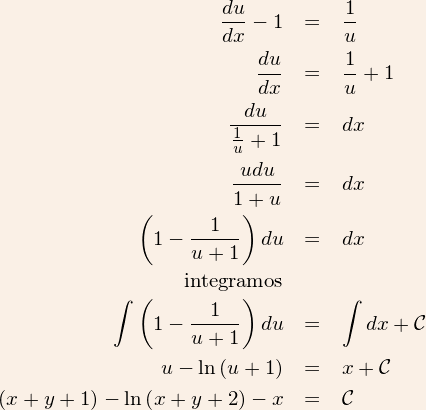 du/dx − 1 = 1/u
du/dx = 1/u + 1
du/(1/u + 1) = dx
udu/(1 + u) = dx
(1 − 1/(u + 1)) du = dx
integramos
∫ (1 − 1/(u + 1)) du = ∫ dx + C
u − ln (u + 1) = x + C
(x + y + 1) − ln (x + y + 2) − x = C